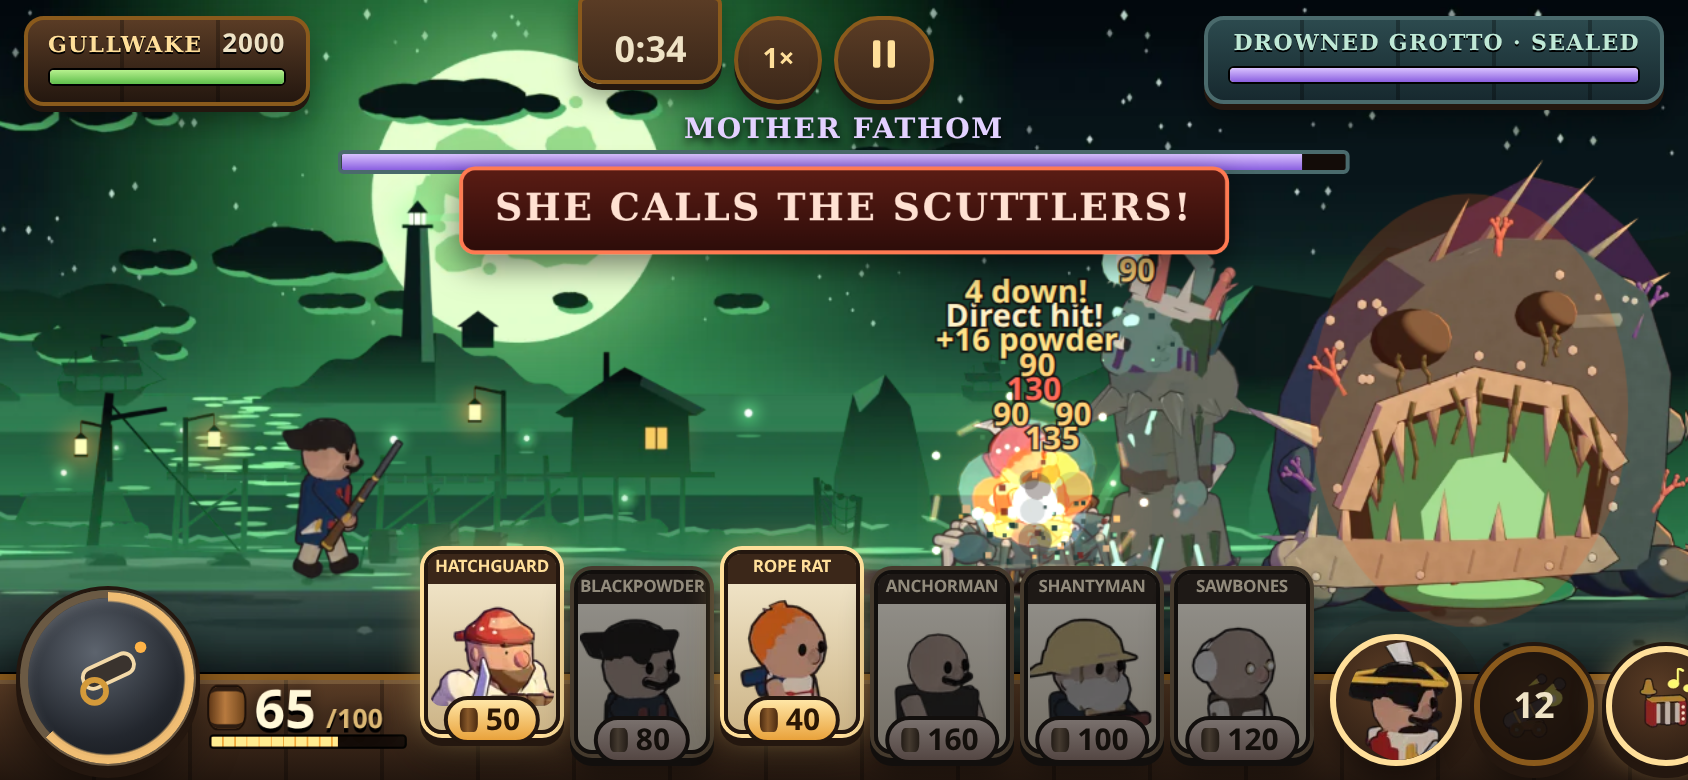 GULLWAKE 2000
0:34
1×
DROWNED GROTTO · SEALED
MOTHER FATHOM
SHE CALLS THE SCUTTLERS!
90
4 down!
Direct hit!
+16 powder
90
130
90 90
135
HATCHGUARD
BLACKPOWDER
ROPE RAT
ANCHORMAN
SHANTYMAN
SAWBONES
65 /100
50
80
40
160
100
120
12